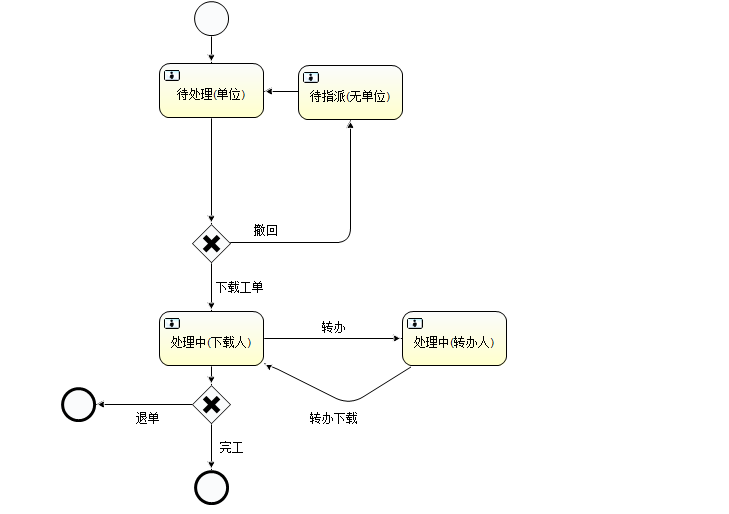 待处理(单位)
待指派(无单位)
撤回
下载工单
转办
处理中(下载人)
处理中(转办人)
退单
转办下载
完工